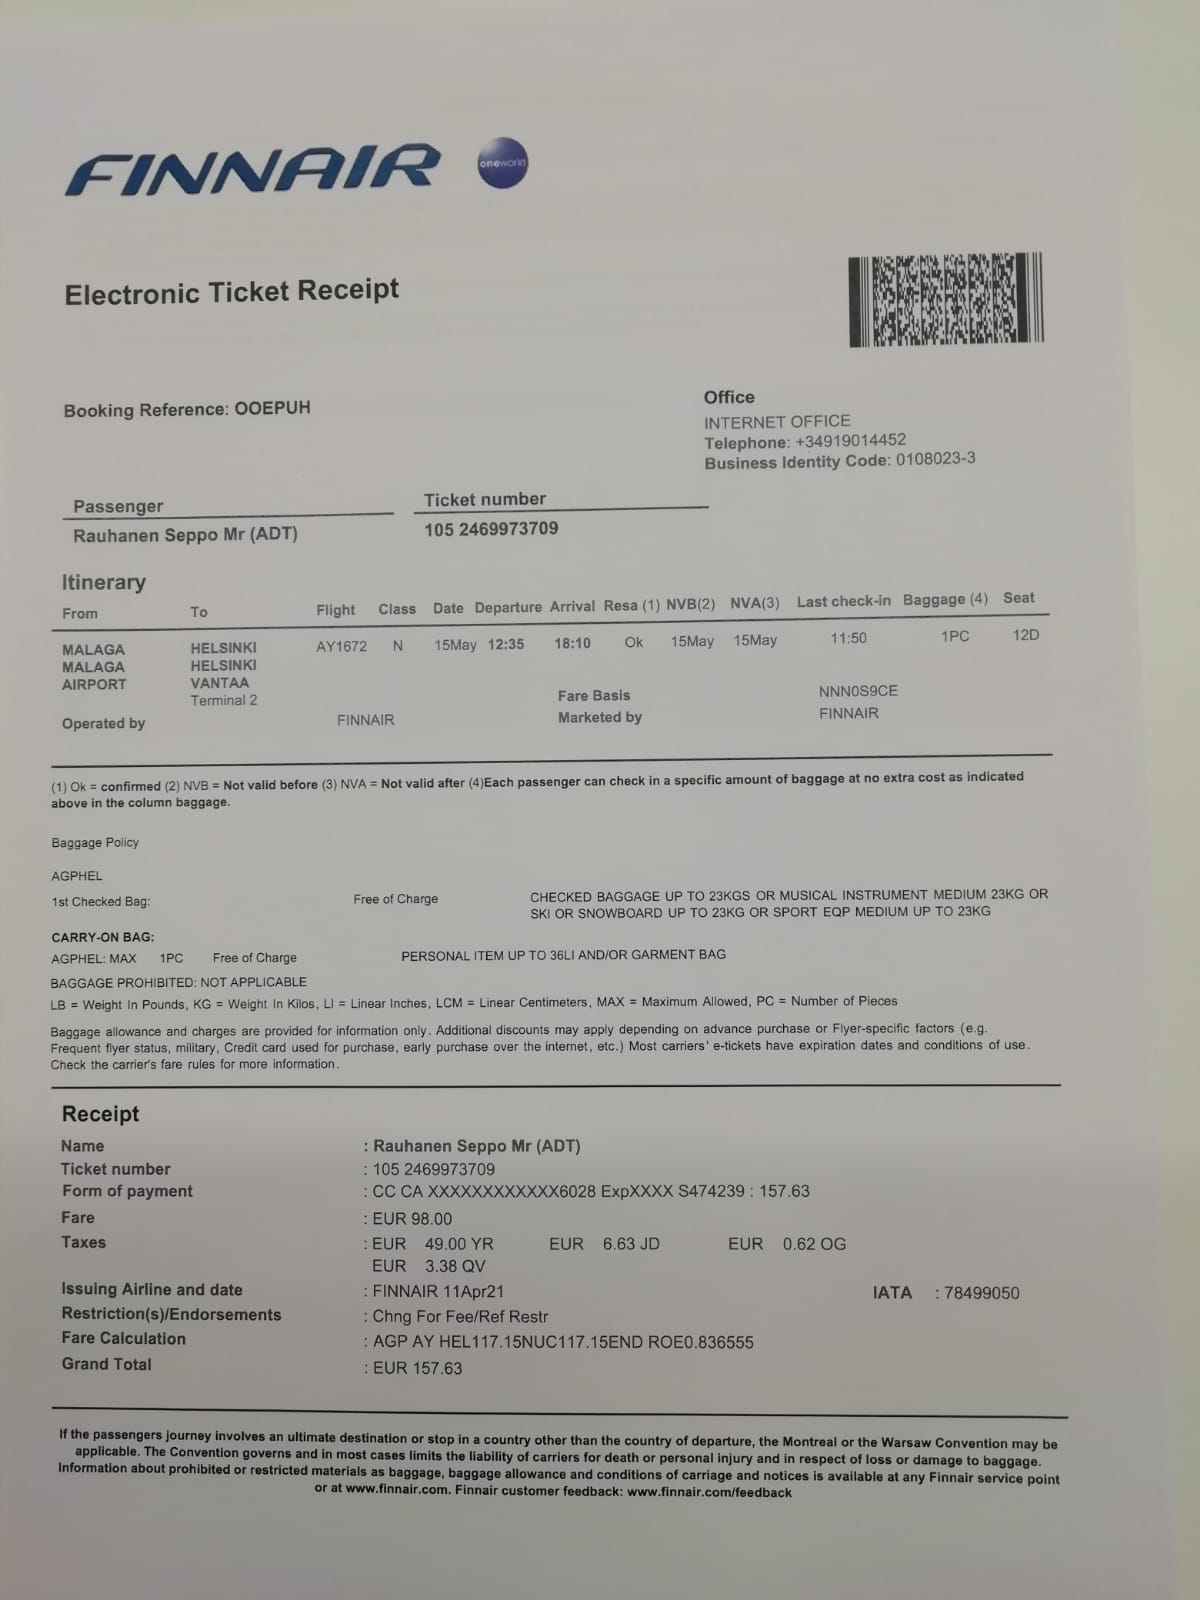 FINNAIR oneworld
Electronic Ticket Receipt
Booking Reference: OOEPUH
Office
INTERNET OFFICE
Telephone: +34919014452
Business Identity Code: 0108023-3
Passenger Ticket number
Rauhanen Seppo Mr (ADT) 105 2469973709
Itinerary
From To Flight Class Date Departure Arrival Resa (1) NVB(2) NVA(3) Last check-in Baggage (4) Seat
MALAGA HELSINKI AY1672 N 15May 12:35 18:10 Ok 15May 15May 11:50 1PC 12D
MALAGA HELSINKI
AIRPORT VANTAA
Terminal 2 Fare Basis NNN0S9CE
Operated by FINNAIR Marketed by FINNAIR
(1) Ok = confirmed (2) NVB = Not valid before (3) NVA = Not valid after (4)Each passenger can check in a specific amount of baggage at no extra cost as indicated
above in the column baggage.
Baggage Policy
AGPHEL
1st Checked Bag: Free of Charge CHECKED BAGGAGE UP TO 23KGS OR MUSICAL INSTRUMENT MEDIUM 23KG OR
SKI OR SNOWBOARD UP TO 23KG OR SPORT EQP MEDIUM UP TO 23KG
CARRY-ON BAG:
AGPHEL: MAX 1PC Free of Charge PERSONAL ITEM UP TO 36LI AND/OR GARMENT BAG
BAGGAGE PROHIBITED: NOT APPLICABLE
LB = Weight In Pounds, KG = Weight In Kilos, LI = Linear Inches, LCM = Linear Centimeters, MAX = Maximum Allowed, PC = Number of Pieces
Baggage allowance and charges are provided for information only. Additional discounts may apply depending on advance purchase or Flyer-specific factors (e.g.
Frequent flyer status, military, Credit card used for purchase, early purchase over the internet, etc.) Most carriers' e-tickets have expiration dates and conditions of use.
Check the carrier's fare rules for more information.
Receipt
Name : Rauhanen Seppo Mr (ADT)
Ticket number : 105 2469973709
Form of payment : CC CA XXXXXXXXXXXX6028 ExpXXXX S474239 : 157.63
Fare : EUR 98.00
Taxes : EUR 49.00 YR EUR 6.63 JD EUR 0.62 OG
EUR 3.38 QV
Issuing Airline and date : FINNAIR 11Apr21 IATA : 78499050
Restriction(s)/Endorsements : Chng For Fee/Ref Restr
Fare Calculation : AGP AY HEL117.15NUC117.15END ROE0.836555
Grand Total : EUR 157.63
If the passengers journey involves an ultimate destination or stop in a country other than the country of departure, the Montreal or the Warsaw Convention may be
applicable. The Convention governs and in most cases limits the liability of carriers for death or personal injury and in respect of loss or damage to baggage.
Information about prohibited or restricted materials as baggage, baggage allowance and conditions of carriage and notices is available at any Finnair service point
or at www.finnair.com. Finnair customer feedback: www.finnair.com/feedback